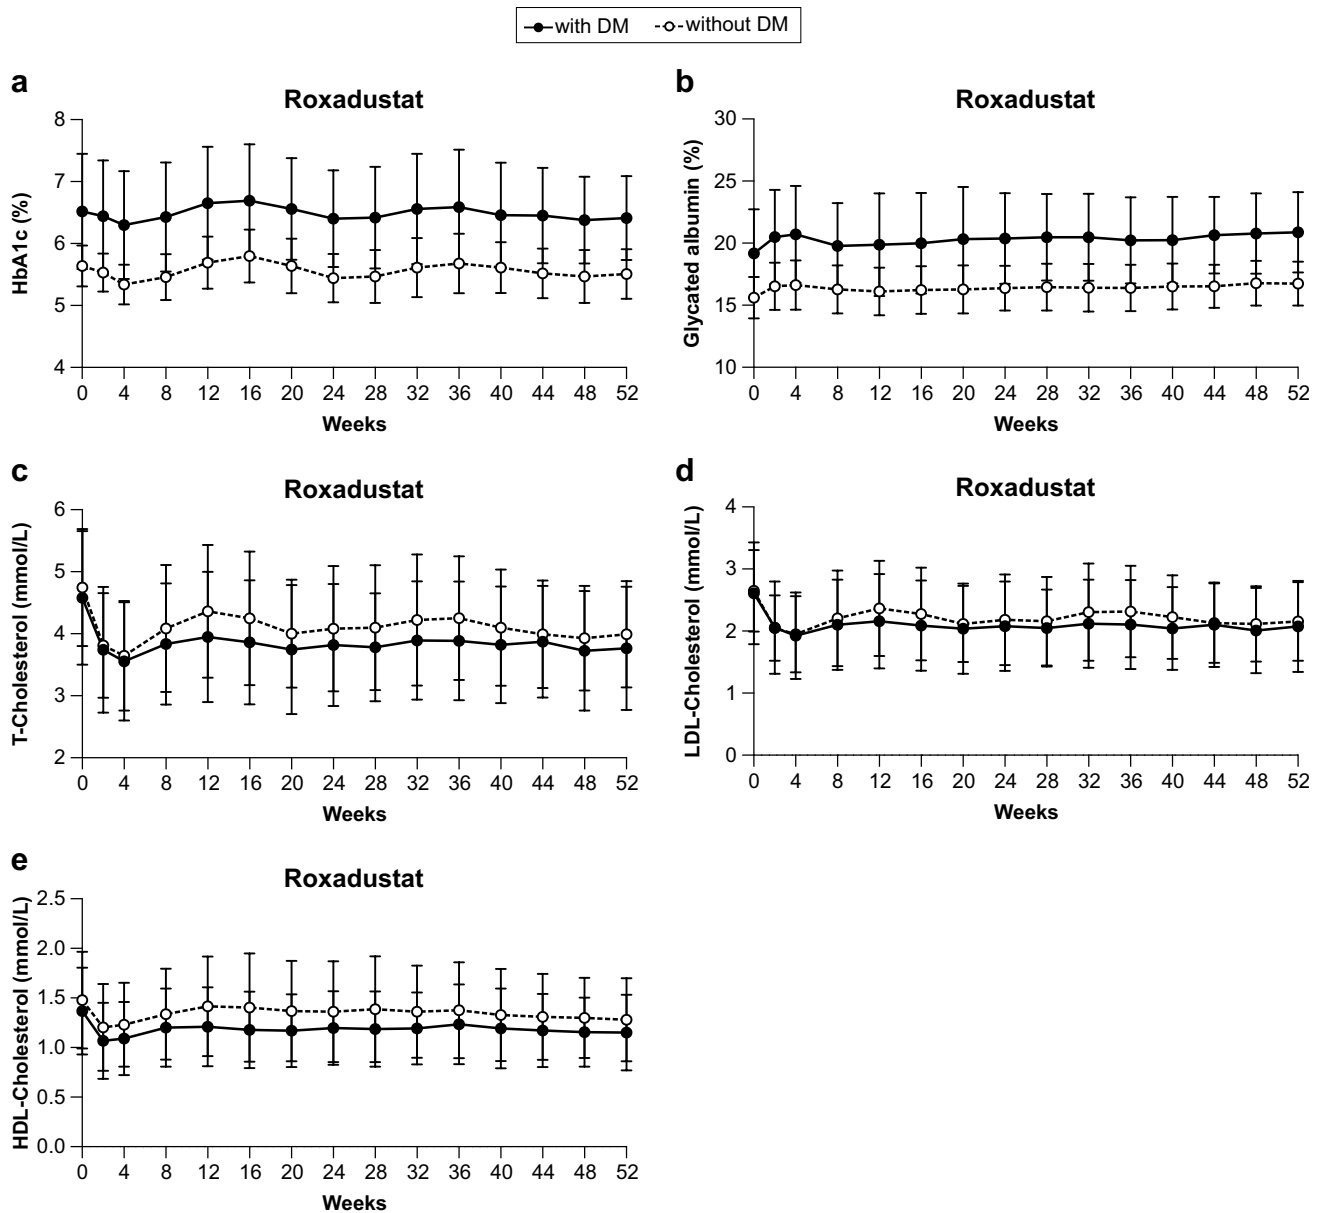 with DM without DM
a
Roxadustat
HbA1c (%)
8
7
6
5
4
0 4 8 12 16 20 24 28 32 36 40 44 48 52
Weeks
b
Roxadustat
Glycated albumin (%)
30
25
20
15
10
0 4 8 12 16 20 24 28 32 36 40 44 48 52
Weeks
c
Roxadustat
T-Cholesterol (mmol/L)
6
5
4
3
2
0 4 8 12 16 20 24 28 32 36 40 44 48 52
Weeks
d
Roxadustat
LDL-Cholesterol (mmol/L)
4
3
2
1
0
0 4 8 12 16 20 24 28 32 36 40 44 48 52
Weeks
e
Roxadustat
HDL-Cholesterol (mmol/L)
2.5
2.0
1.5
1.0
0.5
0.0
0 4 8 12 16 20 24 28 32 36 40 44 48 52
Weeks